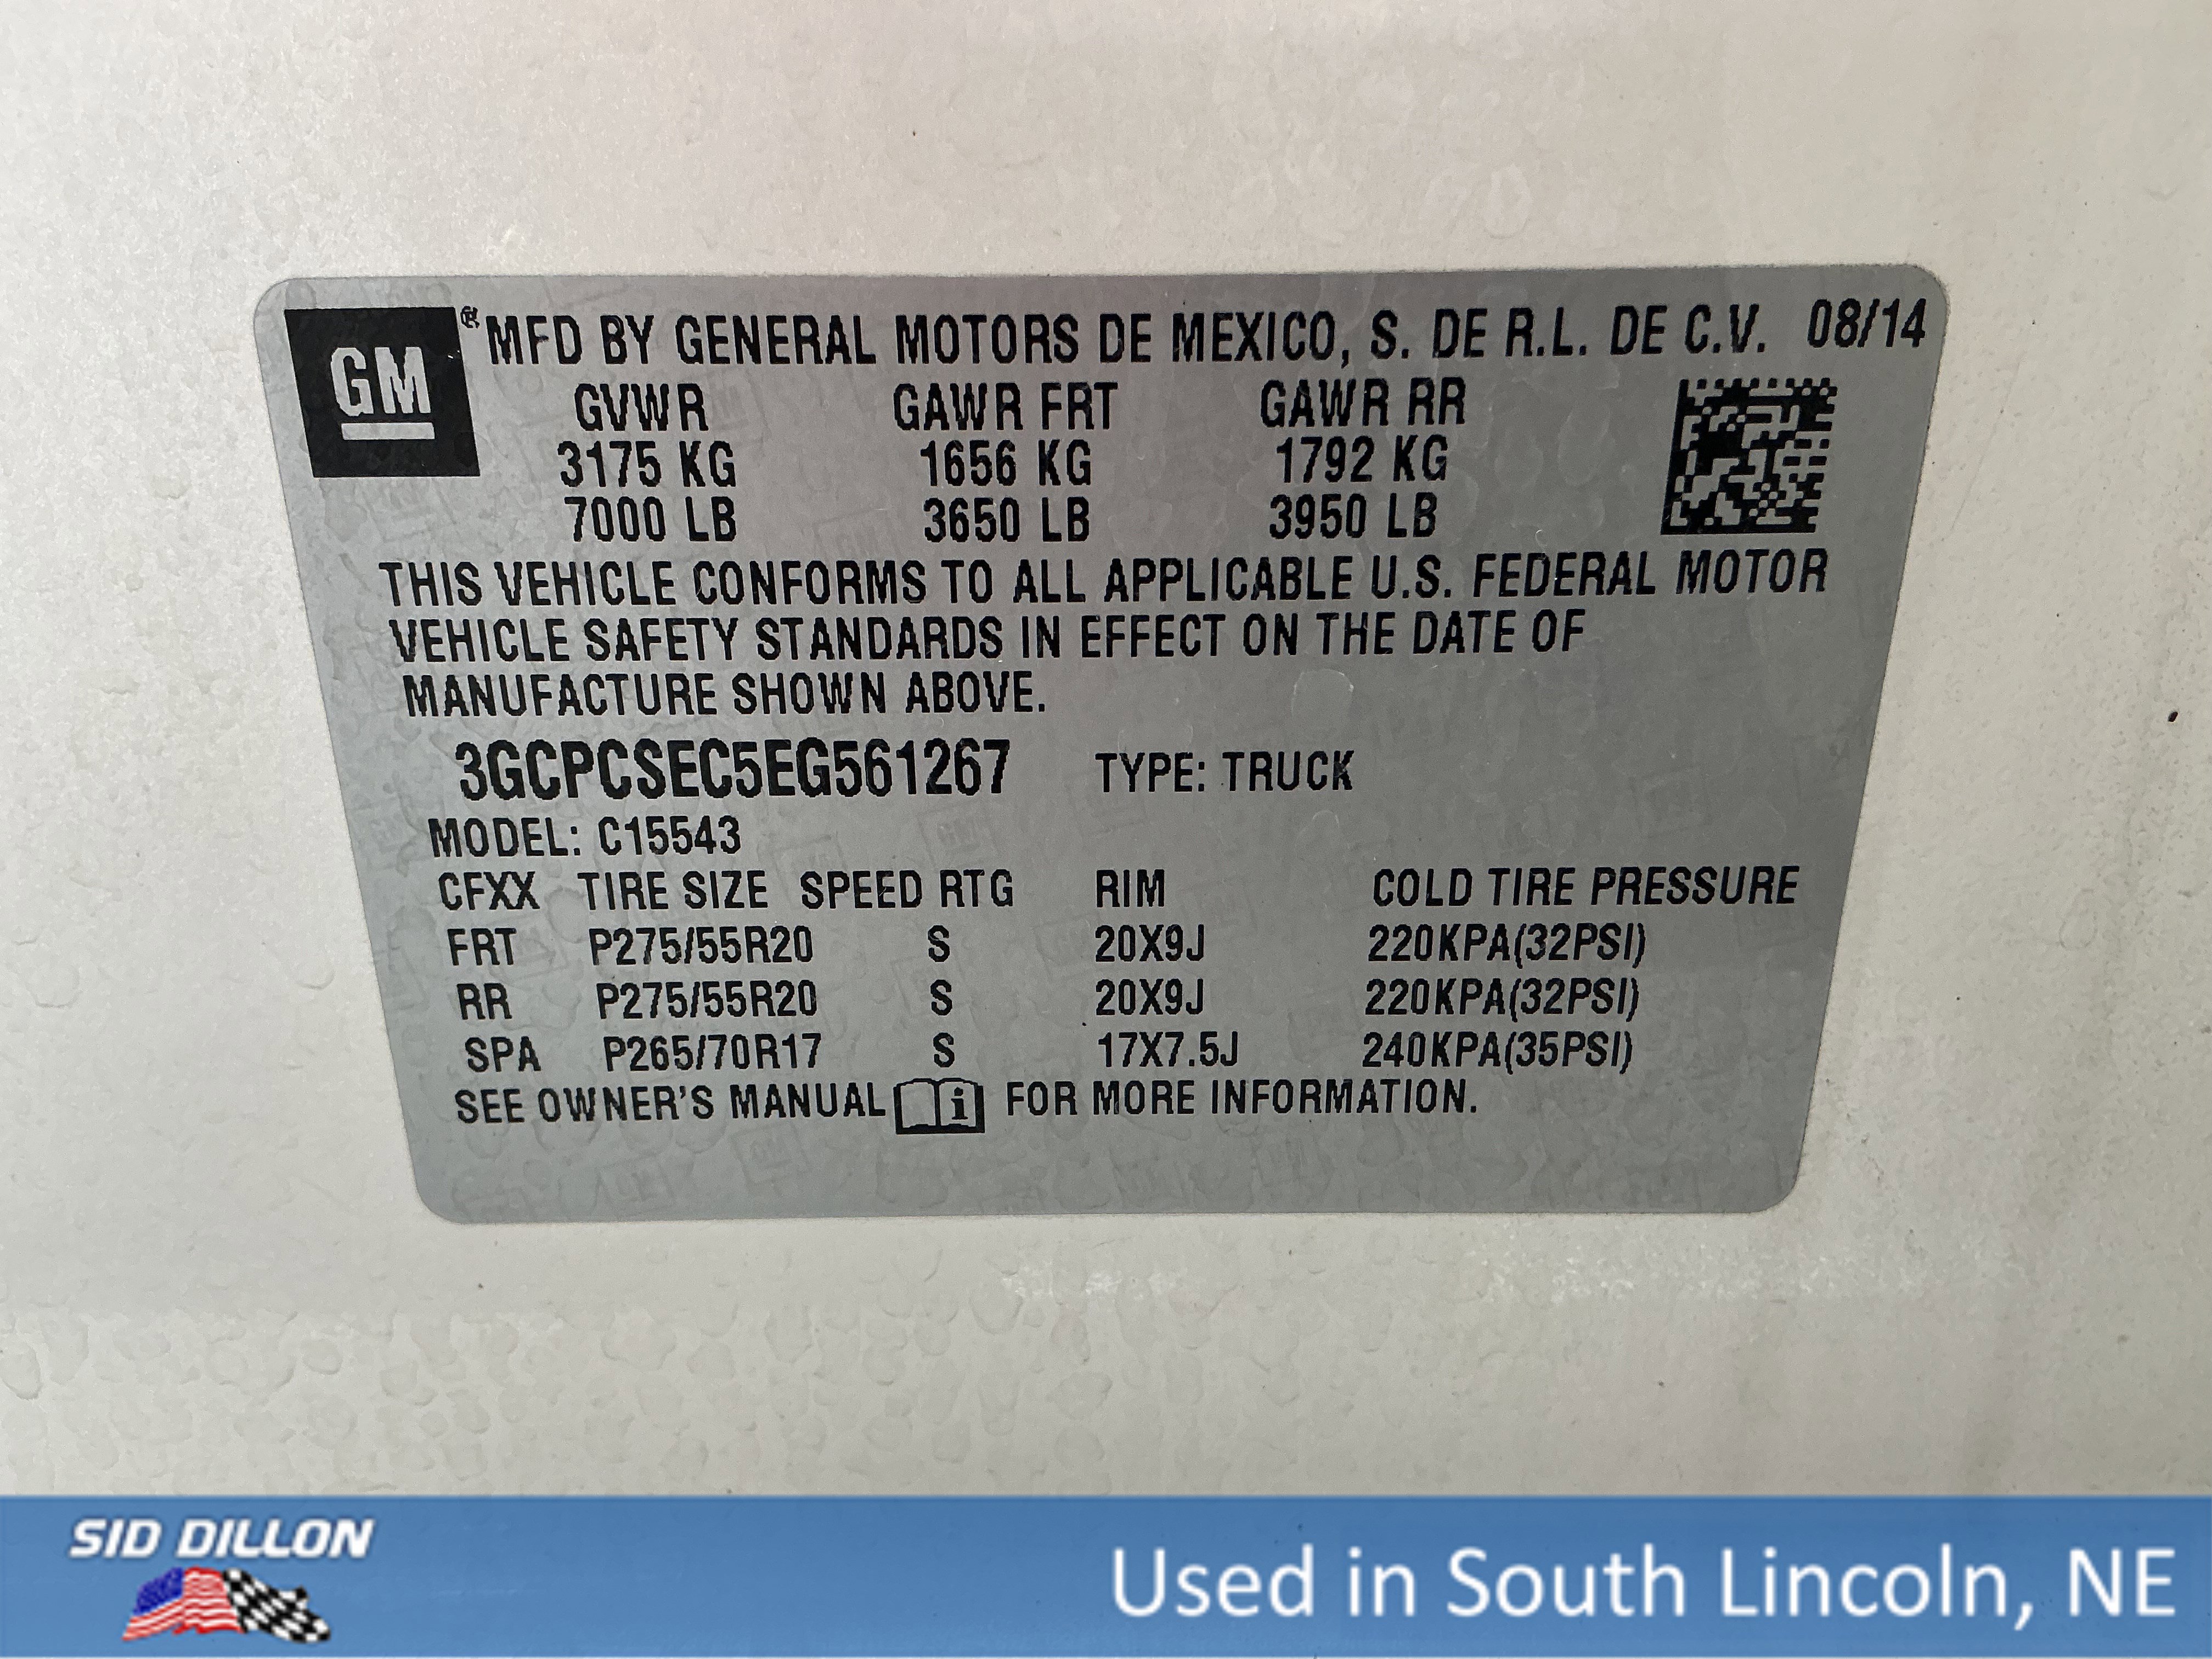 GM
® MFD BY GENERAL MOTORS DE MEXICO, S. DE R.L. DE C.V. 08/14
GVWR GAWR FRT GAWR RR
3175 KG 1656 KG 1792 KG
7000 LB 3650 LB 3950 LB
THIS VEHICLE CONFORMS TO ALL APPLICABLE U.S. FEDERAL MOTOR
VEHICLE SAFETY STANDARDS IN EFFECT ON THE DATE OF
MANUFACTURE SHOWN ABOVE.
3GCPCSEC5EG561267 TYPE: TRUCK
MODEL: C15543
CFXX TIRE SIZE SPEED RTG RIM COLD TIRE PRESSURE
FRT P275/55R20 S 20X9J 220KPA(32PSI)
RR P275/55R20 S 20X9J 220KPA(32PSI)
SPA P265/70R17 S 17X7.5J 240KPA(35PSI)
SEE OWNER'S MANUAL i FOR MORE INFORMATION.
SID DILLON
Used in South Lincoln, NE